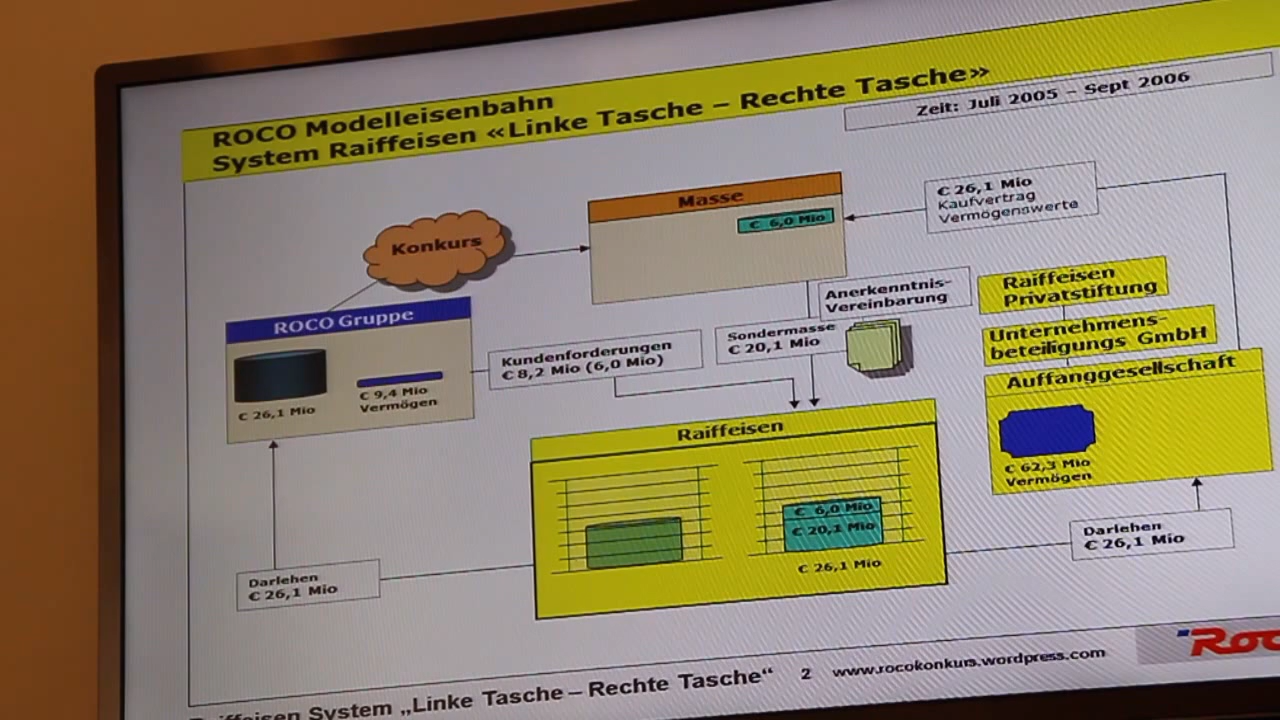 ROCO Modelleisenbahn
System Raiffeisen «Linke Tasche – Rechte Tasche»
Zeit: Juli 2005 – Sept 2006
Masse
€ 6,0 Mio
€ 26,1 Mio
Kaufvertrag
Vermögenswerte
Konkurs
Anerkenntnis-
Vereinbarung
Raiffeisen
Privatstiftung
ROCO Gruppe
€ 26,1 Mio
€ 9,4 Mio
Vermögen
Kundenforderungen
€ 8,2 Mio (6,0 Mio)
Sondermasse
€ 20,1 Mio
Unternehmens-
beteiligungs GmbH
Auffanggesellschaft
€ 62,3 Mio
Vermögen
Raiffeisen
€ 6,0 Mio
€ 20,1 Mio
€ 26,1 Mio
Darlehen
€ 26,1 Mio
Darlehen
€ 26,1 Mio
Raiffeisen System „Linke Tasche – Rechte Tasche“ 2 www.rocokonkurs.wordpress.com